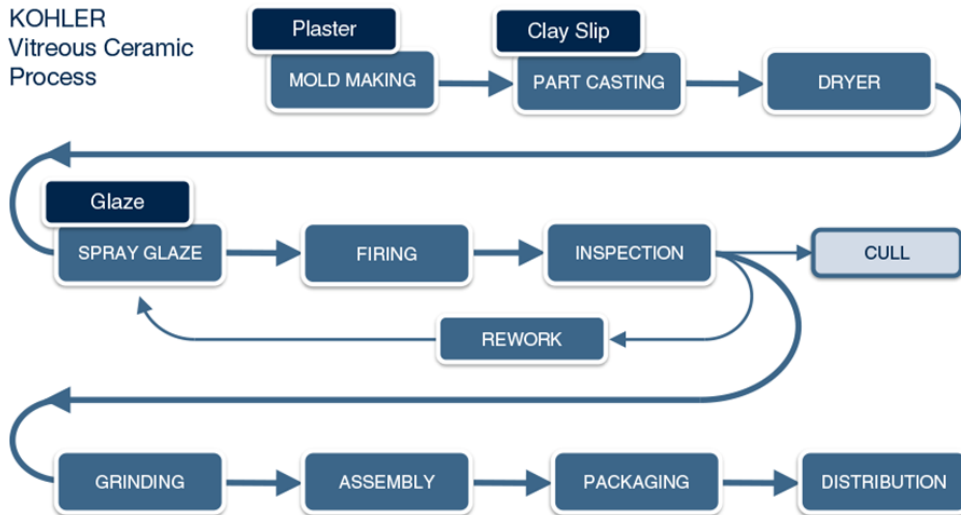 KOHLER
Vitreous Ceramic
Process
Plaster
MOLD MAKING
Clay Slip
PART CASTING
DRYER
Glaze
SPRAY GLAZE
FIRING
INSPECTION
CULL
REWORK
GRINDING
ASSEMBLY
PACKAGING
DISTRIBUTION